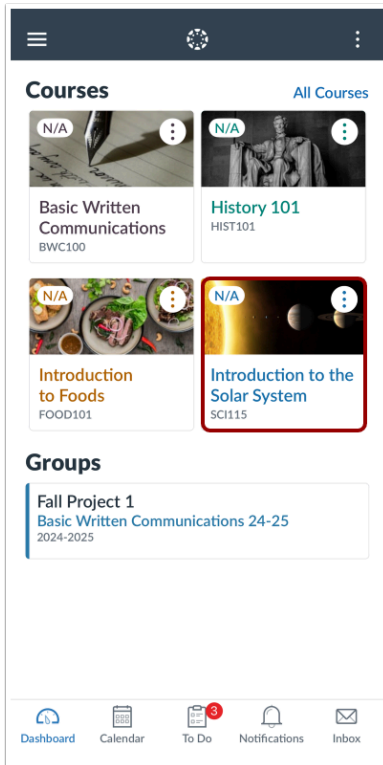 Courses
All Courses
N/A
N/A
Basic Written
Communications
BWC100
History 101
HIST101
N/A
N/A
Introduction
to Foods
FOOD101
Introduction to the
Solar System
SCI115
Groups
Fall Project 1
Basic Written Communications 24-25
2024-2025
3
Dashboard
Calendar
To Do
Notifications
Inbox